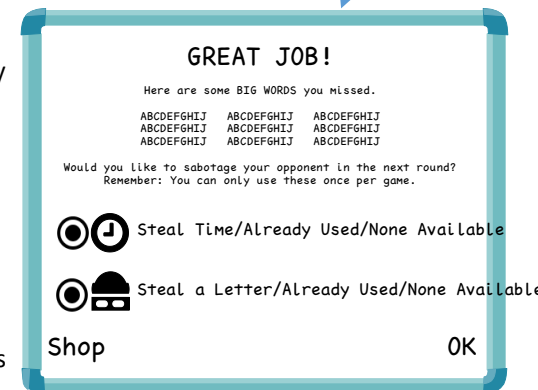 GREAT JOB!
Here are some BIG WORDS you missed.
ABCDEFGHIJ ABCDEFGHIJ ABCDEFGHIJ
ABCDEFGHIJ ABCDEFGHIJ ABCDEFGHIJ
ABCDEFGHIJ ABCDEFGHIJ ABCDEFGHIJ
Would you like to sabotage your opponent in the next round?
Remember: You can only use these once per game.
Steal Time/Already Used/None Available
Steal a Letter/Already Used/None Available
Shop OK